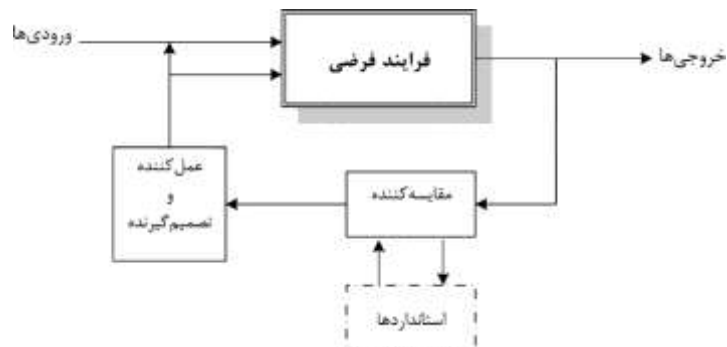 ورودی‌ها
فرایند فرضی
خروجی‌ها
عمل‌کننده
و
تصمیم‌گیرنده
مقایسه‌کننده
استانداردها